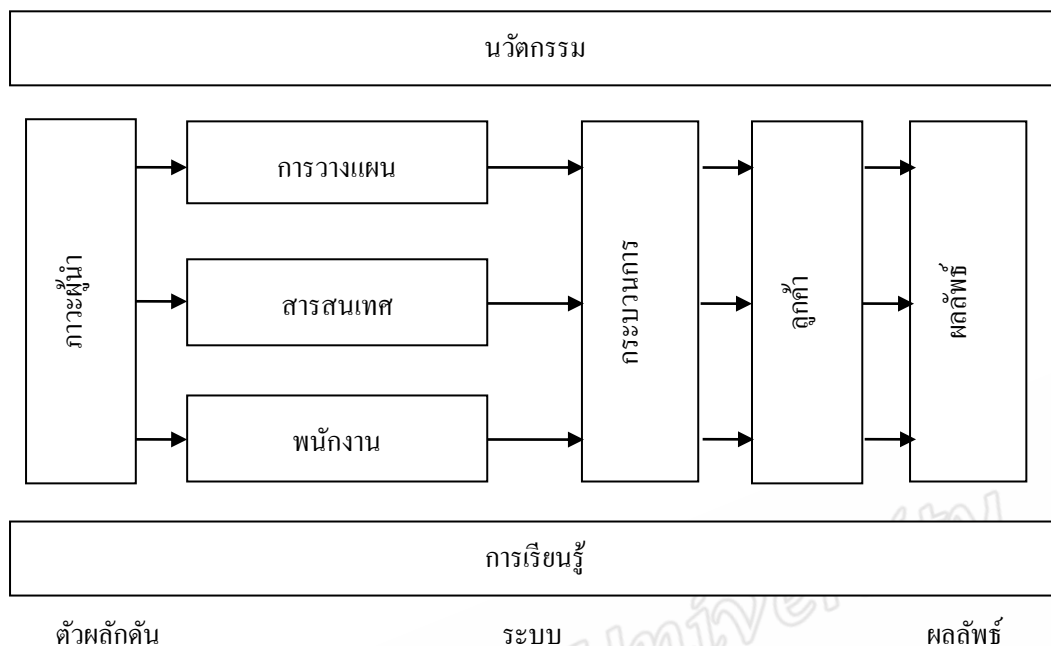 นวัตกรรม
ภาวะผู้นำ
การวางแผน
สารสนเทศ
พนักงาน
กระบวนการ
ลูกค้า
ผลลัพธ์
การเรียนรู้
ตัวผลักดัน
ระบบ
ผลลัพธ์
University